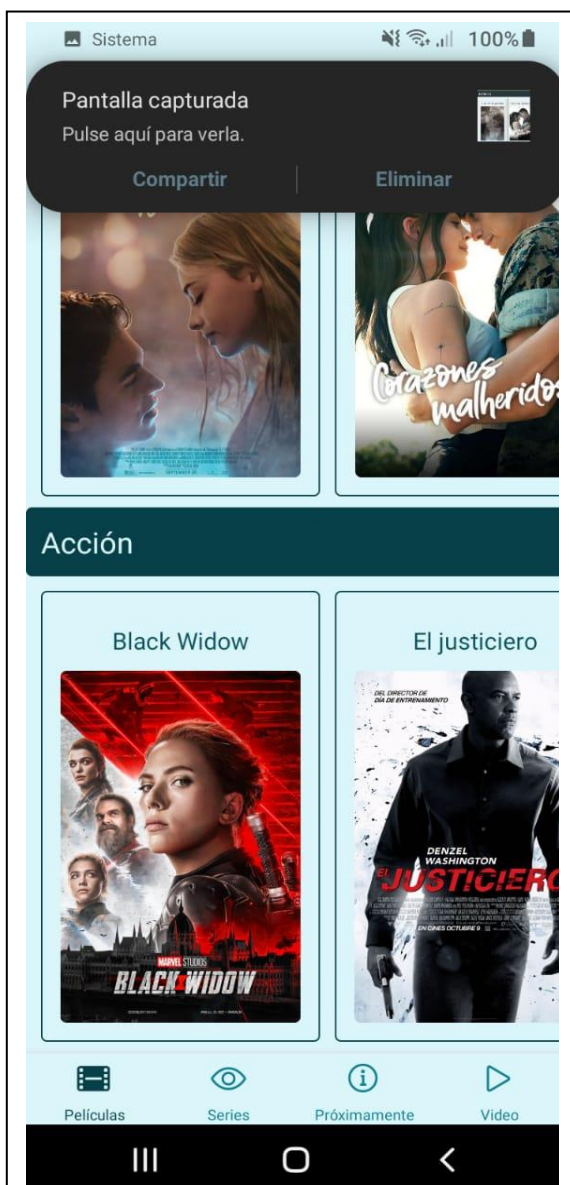 Sistema
100%
Pantalla capturada
Pulse aquí para verla.
Compartir
Eliminar
Corazones
malheridos
Acción
Black Widow
El justiciero
DEL DIRECTOR DE
DÍA DE ENTRENAMIENTO
DENZEL
WASHINGTON
EL
JUSTICIERO
EN CINES OCTUBRE 9
MARVEL STUDIOS
BLACK WIDOW
Películas
Series
Próximamente
Video